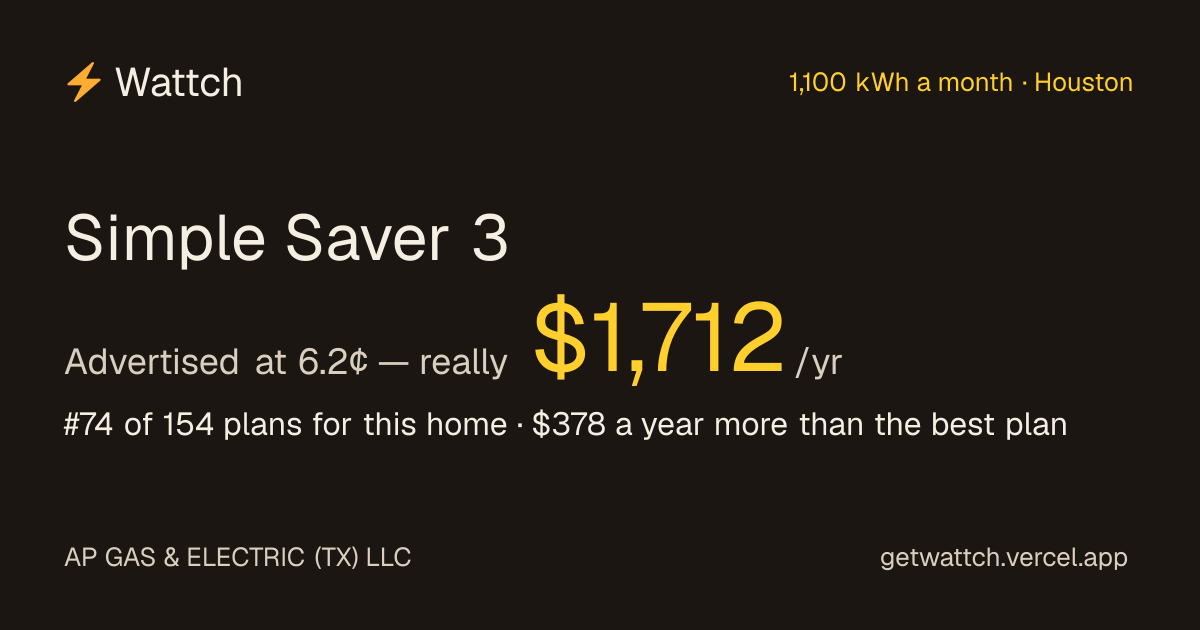 ⚡ Wattch
1,100 kWh a month · Houston
Simple Saver 3
Advertised at 6.2¢ — really $1,712 /yr
#74 of 154 plans for this home · $378 a year more than the best plan
AP GAS & ELECTRIC (TX) LLC
getwattch.vercel.app